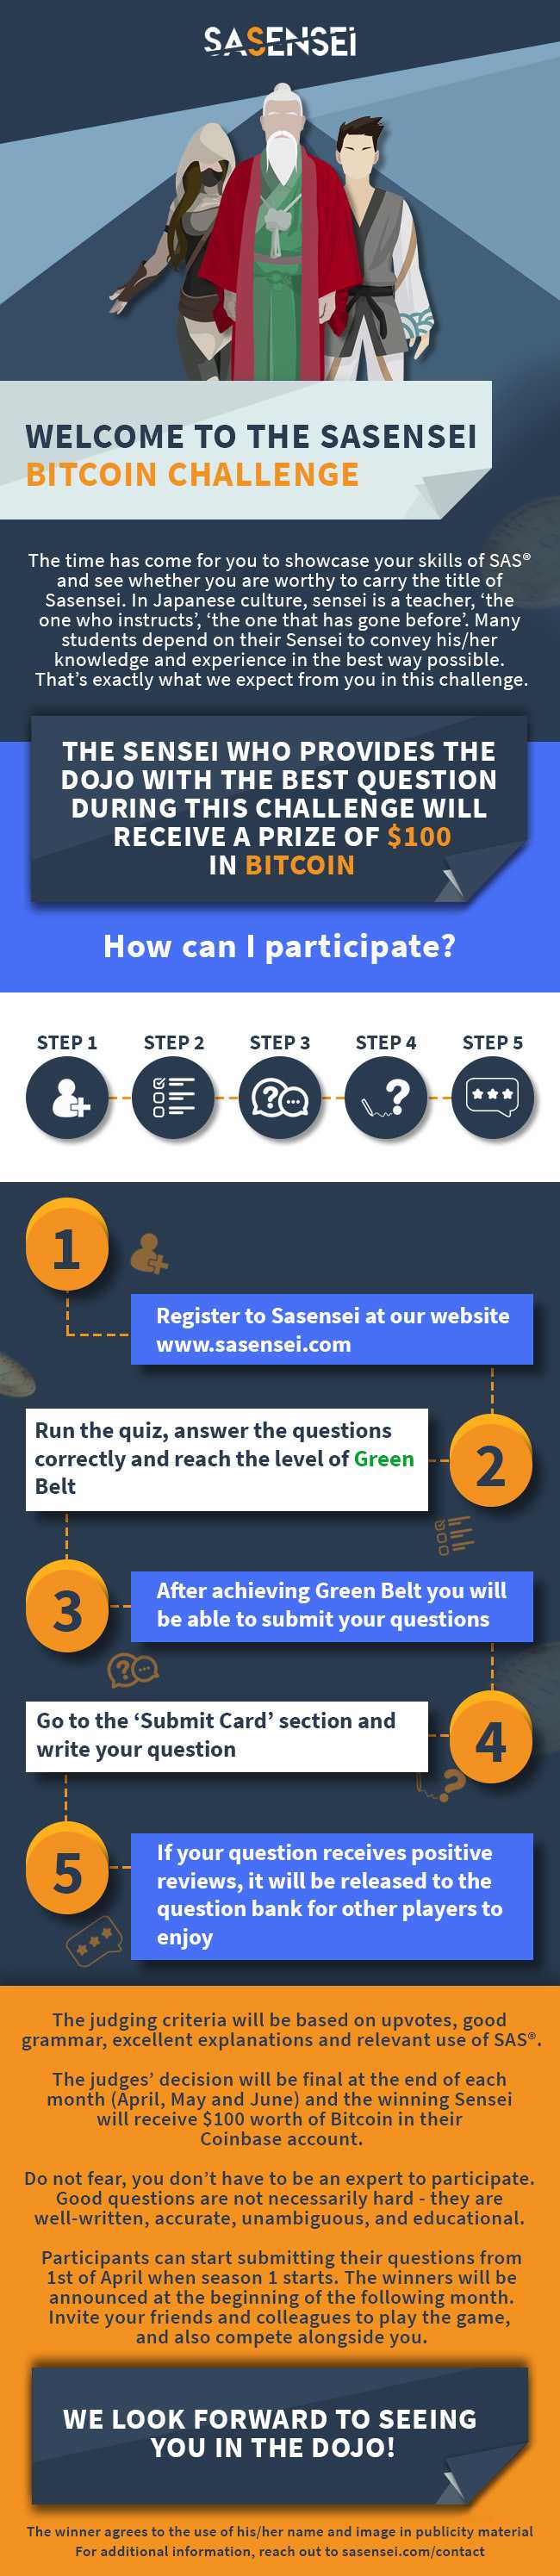 SASENSEI
WELCOME TO THE SASENSEI
BITCOIN CHALLENGE
The time has come for you to showcase your skills of SAS®
and see whether you are worthy to carry the title of
Sasensei. In Japanese culture, sensei is a teacher, ‘the
one who instructs’, ‘the one that has gone before’. Many
students depend on their Sensei to convey his/her
knowledge and experience in the best way possible.
That’s exactly what we expect from you in this challenge.
THE SENSEI WHO PROVIDES THE
DOJO WITH THE BEST QUESTION
DURING THIS CHALLENGE WILL
RECEIVE A PRIZE OF $100
IN BITCOIN
How can I participate?
STEP 1 STEP 2 STEP 3 STEP 4 STEP 5
1
Register to Sasensei at our website
www.sasensei.com
Run the quiz, answer the questions
correctly and reach the level of Green
Belt
2
3
After achieving Green Belt you will
be able to submit your questions
Go to the ‘Submit Card’ section and
write your question
4
5
If your question receives positive
reviews, it will be released to the
question bank for other players to
enjoy
The judging criteria will be based on upvotes, good
grammar, excellent explanations and relevant use of SAS®.
The judges’ decision will be final at the end of each
month (April, May and June) and the winning Sensei
will receive $100 worth of Bitcoin in their
Coinbase account.
Do not fear, you don’t have to be an expert to participate.
Good questions are not necessarily hard - they are
well-written, accurate, unambiguous, and educational.
Participants can start submitting their questions from
1st of April when season 1 starts. The winners will be
announced at the beginning of the following month.
Invite your friends and colleagues to play the game,
and also compete alongside you.
WE LOOK FORWARD TO SEEING
YOU IN THE DOJO!
The winner agrees to the use of his/her name and image in publicity material
For additional information, reach out to sasensei.com/contact